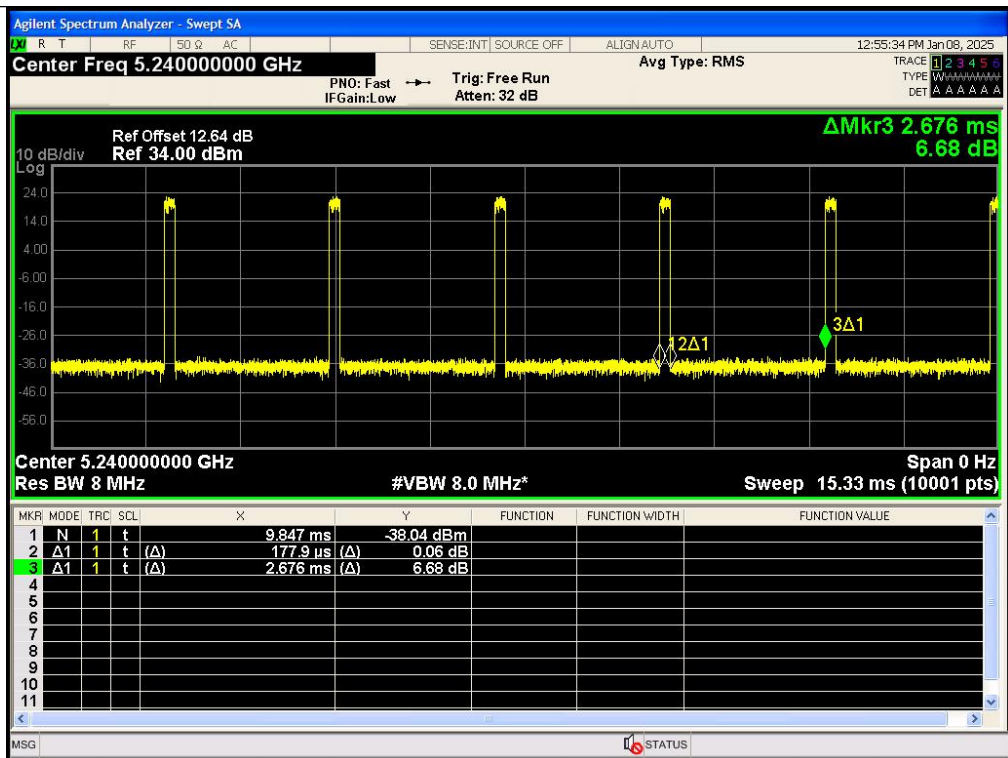 Agilent Spectrum Analyzer - Swept SA
LXI R T RF 50 Ω AC SENSE:INT SOURCE OFF ALIGN AUTO 12:55:34 PM Jan 08, 2025
Center Freq 5.240000000 GHz Avg Type: RMS TRACE 1 2 3 4 5 6
PNO: Fast Trig: Free Run TYPE W
IFGain:Low Atten: 32 dB DET A A A A A A
ΔMkr3 2.676 ms
Ref Offset 12.64 dB
10 dB/div Ref 34.00 dBm 6.68 dB
Log
24.0
14.0
4.00
-6.00
-16.0
3Δ1
-26.0
12Δ1
-36.0
-46.0
-56.0
Center 5.240000000 GHz Span 0 Hz
Res BW 8 MHz #VBW 8.0 MHz* Sweep 15.33 ms (10001 pts)
MKR MODE TRC SCL X Y FUNCTION FUNCTION WIDTH FUNCTION VALUE
1 N 1 t 9.847 ms -38.04 dBm
2 Δ1 1 t (Δ) 177.9 µs (Δ) 0.06 dB
3 Δ1 1 t (Δ) 2.676 ms (Δ) 6.68 dB
4
5
6
7
8
9
10
11
MSG STATUS